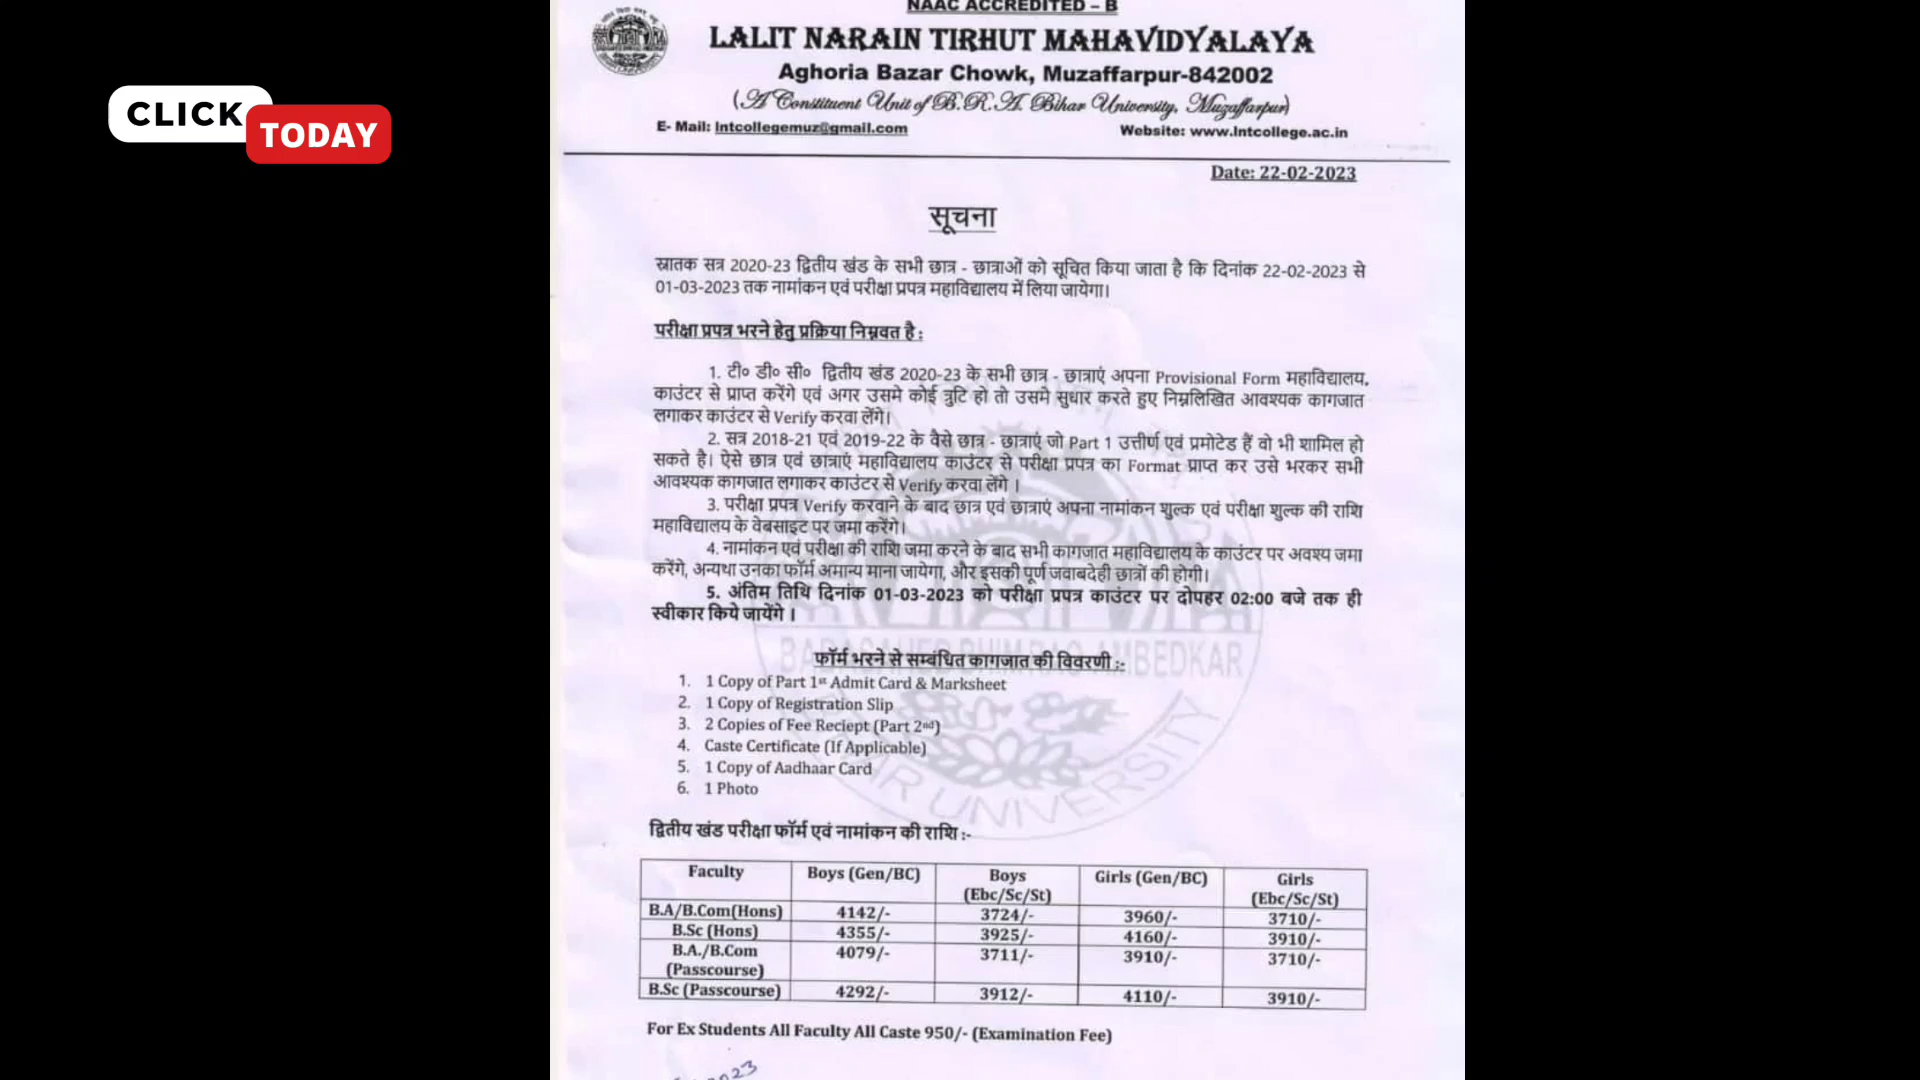 CLICK
TODAY
NAAC ACCREDITED – B
LALIT NARAIN TIRHUT MAHAVIDYALAYA
Aghoria Bazar Chowk, Muzaffarpur-842002
(A Constituent Unit of B.R.A. Bihar University, Muzaffarpur)
E- Mail: lntcollegemuz@gmail.com
Website: www.lntcollege.ac.in
Date: 22-02-2023
सूचना
स्नातक सत्र 2020-23 द्वितीय खंड के सभी छात्र - छात्राओं को सूचित किया जाता है कि दिनांक 22-02-2023 से
01-03-2023 तक नामांकन एवं परीक्षा प्रपत्र महाविद्यालय में लिया जायेगा।
परीक्षा प्रपत्र भरने हेतु प्रक्रिया निम्नवत है :
1. टी० डी० सी० द्वितीय खंड 2020-23 के सभी छात्र - छात्राएं अपना Provisional Form महाविद्यालय,
काउंटर से प्राप्त करेंगे एवं अगर उसमे कोई त्रुटि हो तो उसमे सुधार करते हुए निम्नलिखित आवश्यक कागजात
लगाकर काउंटर से Verify करवा लेंगे।
2. सत्र 2018-21 एवं 2019-22 के वैसे छात्र - छात्राएं जो Part 1 उत्तीर्ण एवं प्रमोटेड हैं वो भी शामिल हो
सकते है। ऐसे छात्र एवं छात्राएं महाविद्यालय काउंटर से परीक्षा प्रपत्र का Format प्राप्त कर उसे भरकर सभी
आवश्यक कागजात लगाकर काउंटर से Verify करवा लेंगे ।
3. परीक्षा प्रपत्र Verify करवाने के बाद छात्र एवं छात्राएं अपना नामांकन शुल्क एवं परीक्षा शुल्क की राशि
महाविद्यालय के वेबसाइट पर जमा करेंगे।
4. नामांकन एवं परीक्षा की राशि जमा करने के बाद सभी कागजात महाविद्यालय के काउंटर पर अवश्य जमा
करेंगे, अन्यथा उनका फॉर्म अमान्य माना जायेगा, और इसकी पूर्ण जवाबदेही छात्रों की होगी।
5. अंतिम तिथि दिनांक 01-03-2023 को परीक्षा प्रपत्र काउंटर पर दोपहर 02:00 बजे तक ही
स्वीकार किये जायेंगे ।
BABASAHEB BHIMRAO AMBEDKAR
BIHAR UNIVERSITY
फॉर्म भरने से सम्बंधित कागजात की विवरणी :-
1. 1 Copy of Part 1st Admit Card & Marksheet
2. 1 Copy of Registration Slip
3. 2 Copies of Fee Reciept (Part 2nd)
4. Caste Certificate (If Applicable)
5. 1 Copy of Aadhaar Card
6. 1 Photo
द्वितीय खंड परीक्षा फॉर्म एवं नामांकन की राशि :-
Faculty Boys (Gen/BC) Boys (Ebc/Sc/St) Girls (Gen/BC) Girls (Ebc/Sc/St)
B.A/B.Com(Hons) 4142/- 3724/- 3960/- 3710/-
B.Sc (Hons) 4355/- 3925/- 4160/- 3910/-
B.A./B.Com (Passcourse) 4079/- 3711/- 3910/- 3710/-
B.Sc (Passcourse) 4292/- 3912/- 4110/- 3910/-
For Ex Students All Faculty All Caste 950/- (Examination Fee)
2023